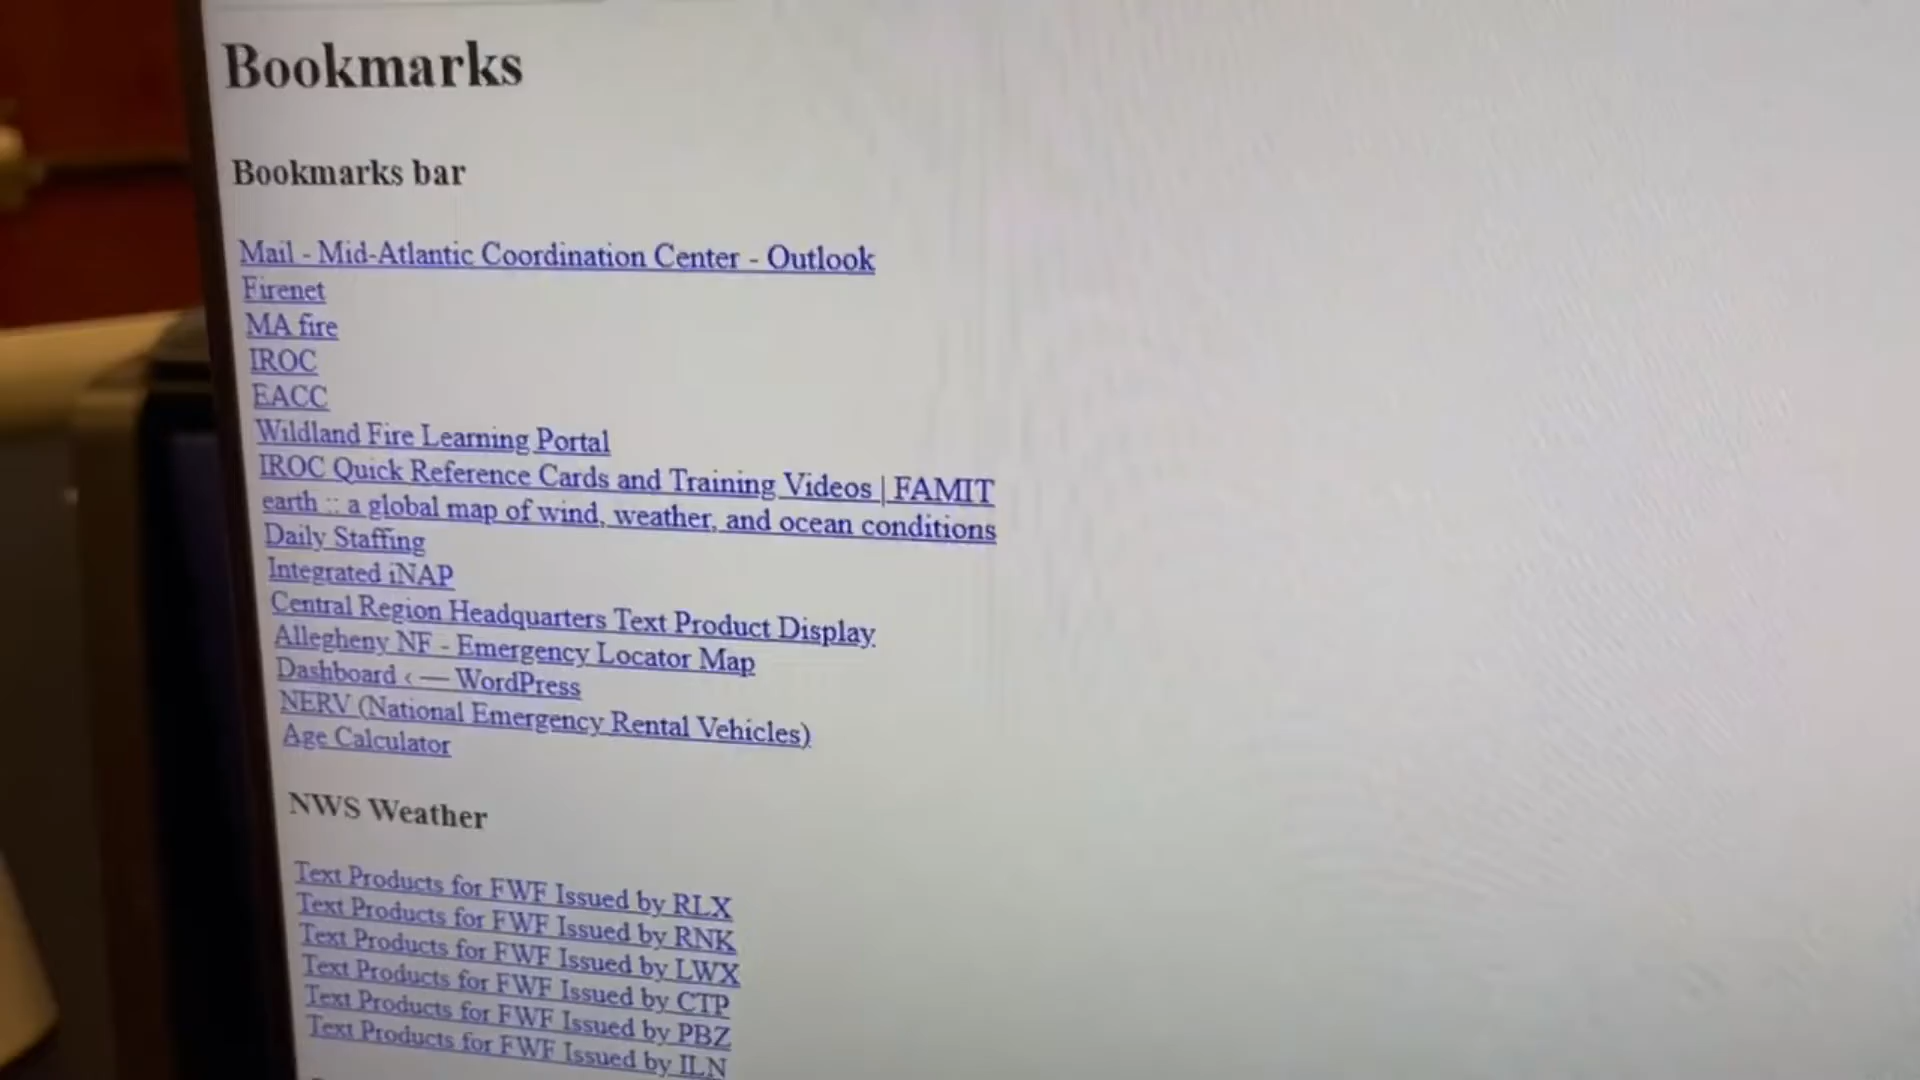 Bookmarks
Bookmarks bar
Mail - Mid-Atlantic Coordination Center - Outlook
Firenet
MA fire
IROC
EACC
Wildland Fire Learning Portal
IROC Quick Reference Cards and Training Videos | FAMIT
earth :: a global map of wind, weather, and ocean conditions
Daily Staffing
Integrated iNAP
Central Region Headquarters Text Product Display.
Allegheny NF - Emergency Locator Map
Dashboard ‹ — WordPress
NERV (National Emergency Rental Vehicles)
Age Calculator
NWS Weather
Text Products for FWF Issued by RLX
Text Products for FWF Issued by RNK
Text Products for FWF Issued by LWX
Text Products for FWF Issued by CTP
Text Products for FWF Issued by PBZ
Text Products for FWF Issued by ILN